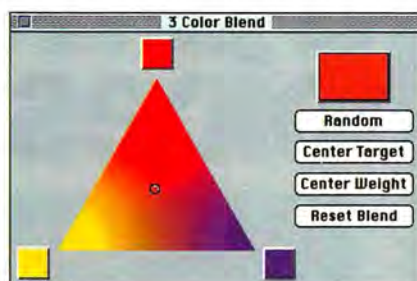 3 Color Blend
Random
Center Target
Center Weight
Reset Blend